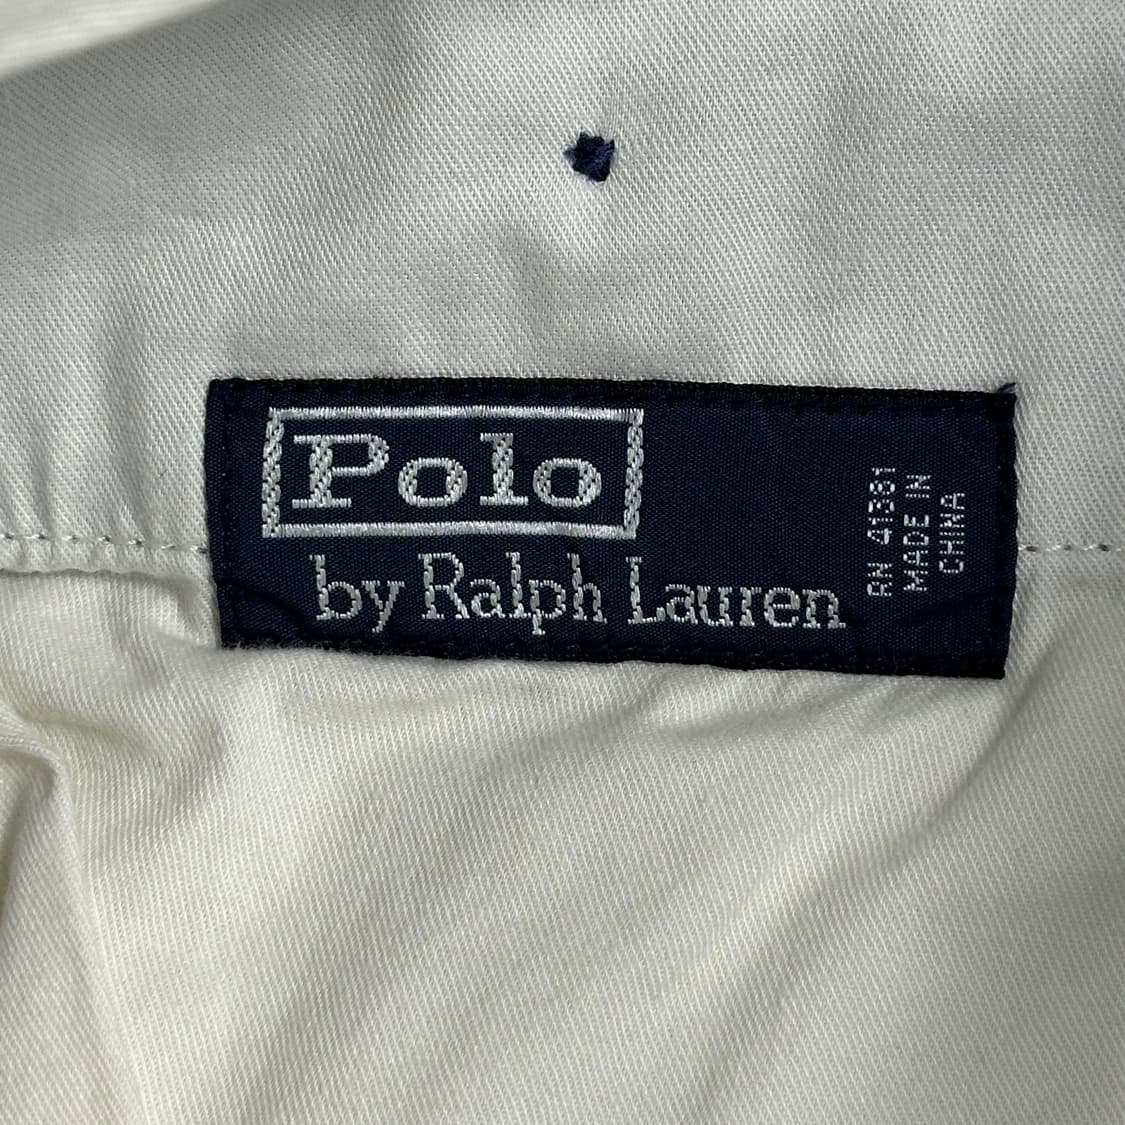 Polo
by Ralph Lauren
RN 41381
MADE IN
CHINA